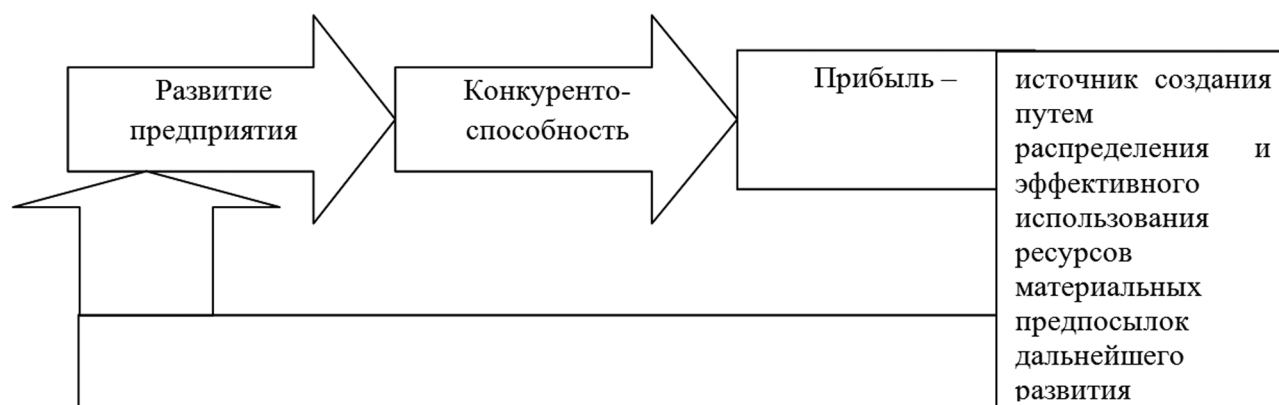 Развитие
предприятия
Конкуренто-
способность
Прибыль –
источник создания
путем
распределения и
эффективного
использования
ресурсов
материальных
предпосылок
дальнейшего
развития